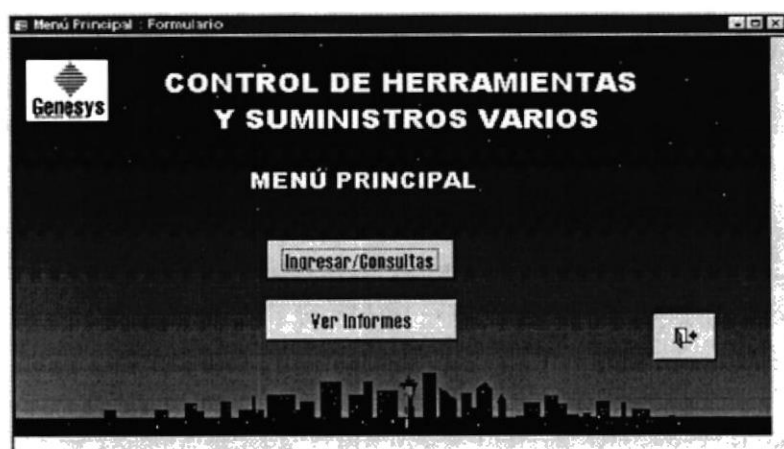 Menú Principal : Formulario
Genesys
CONTROL DE HERRAMIENTAS
Y SUMINISTROS VARIOS
MENÚ PRINCIPAL
Ingresar/Consultas
Ver Informes